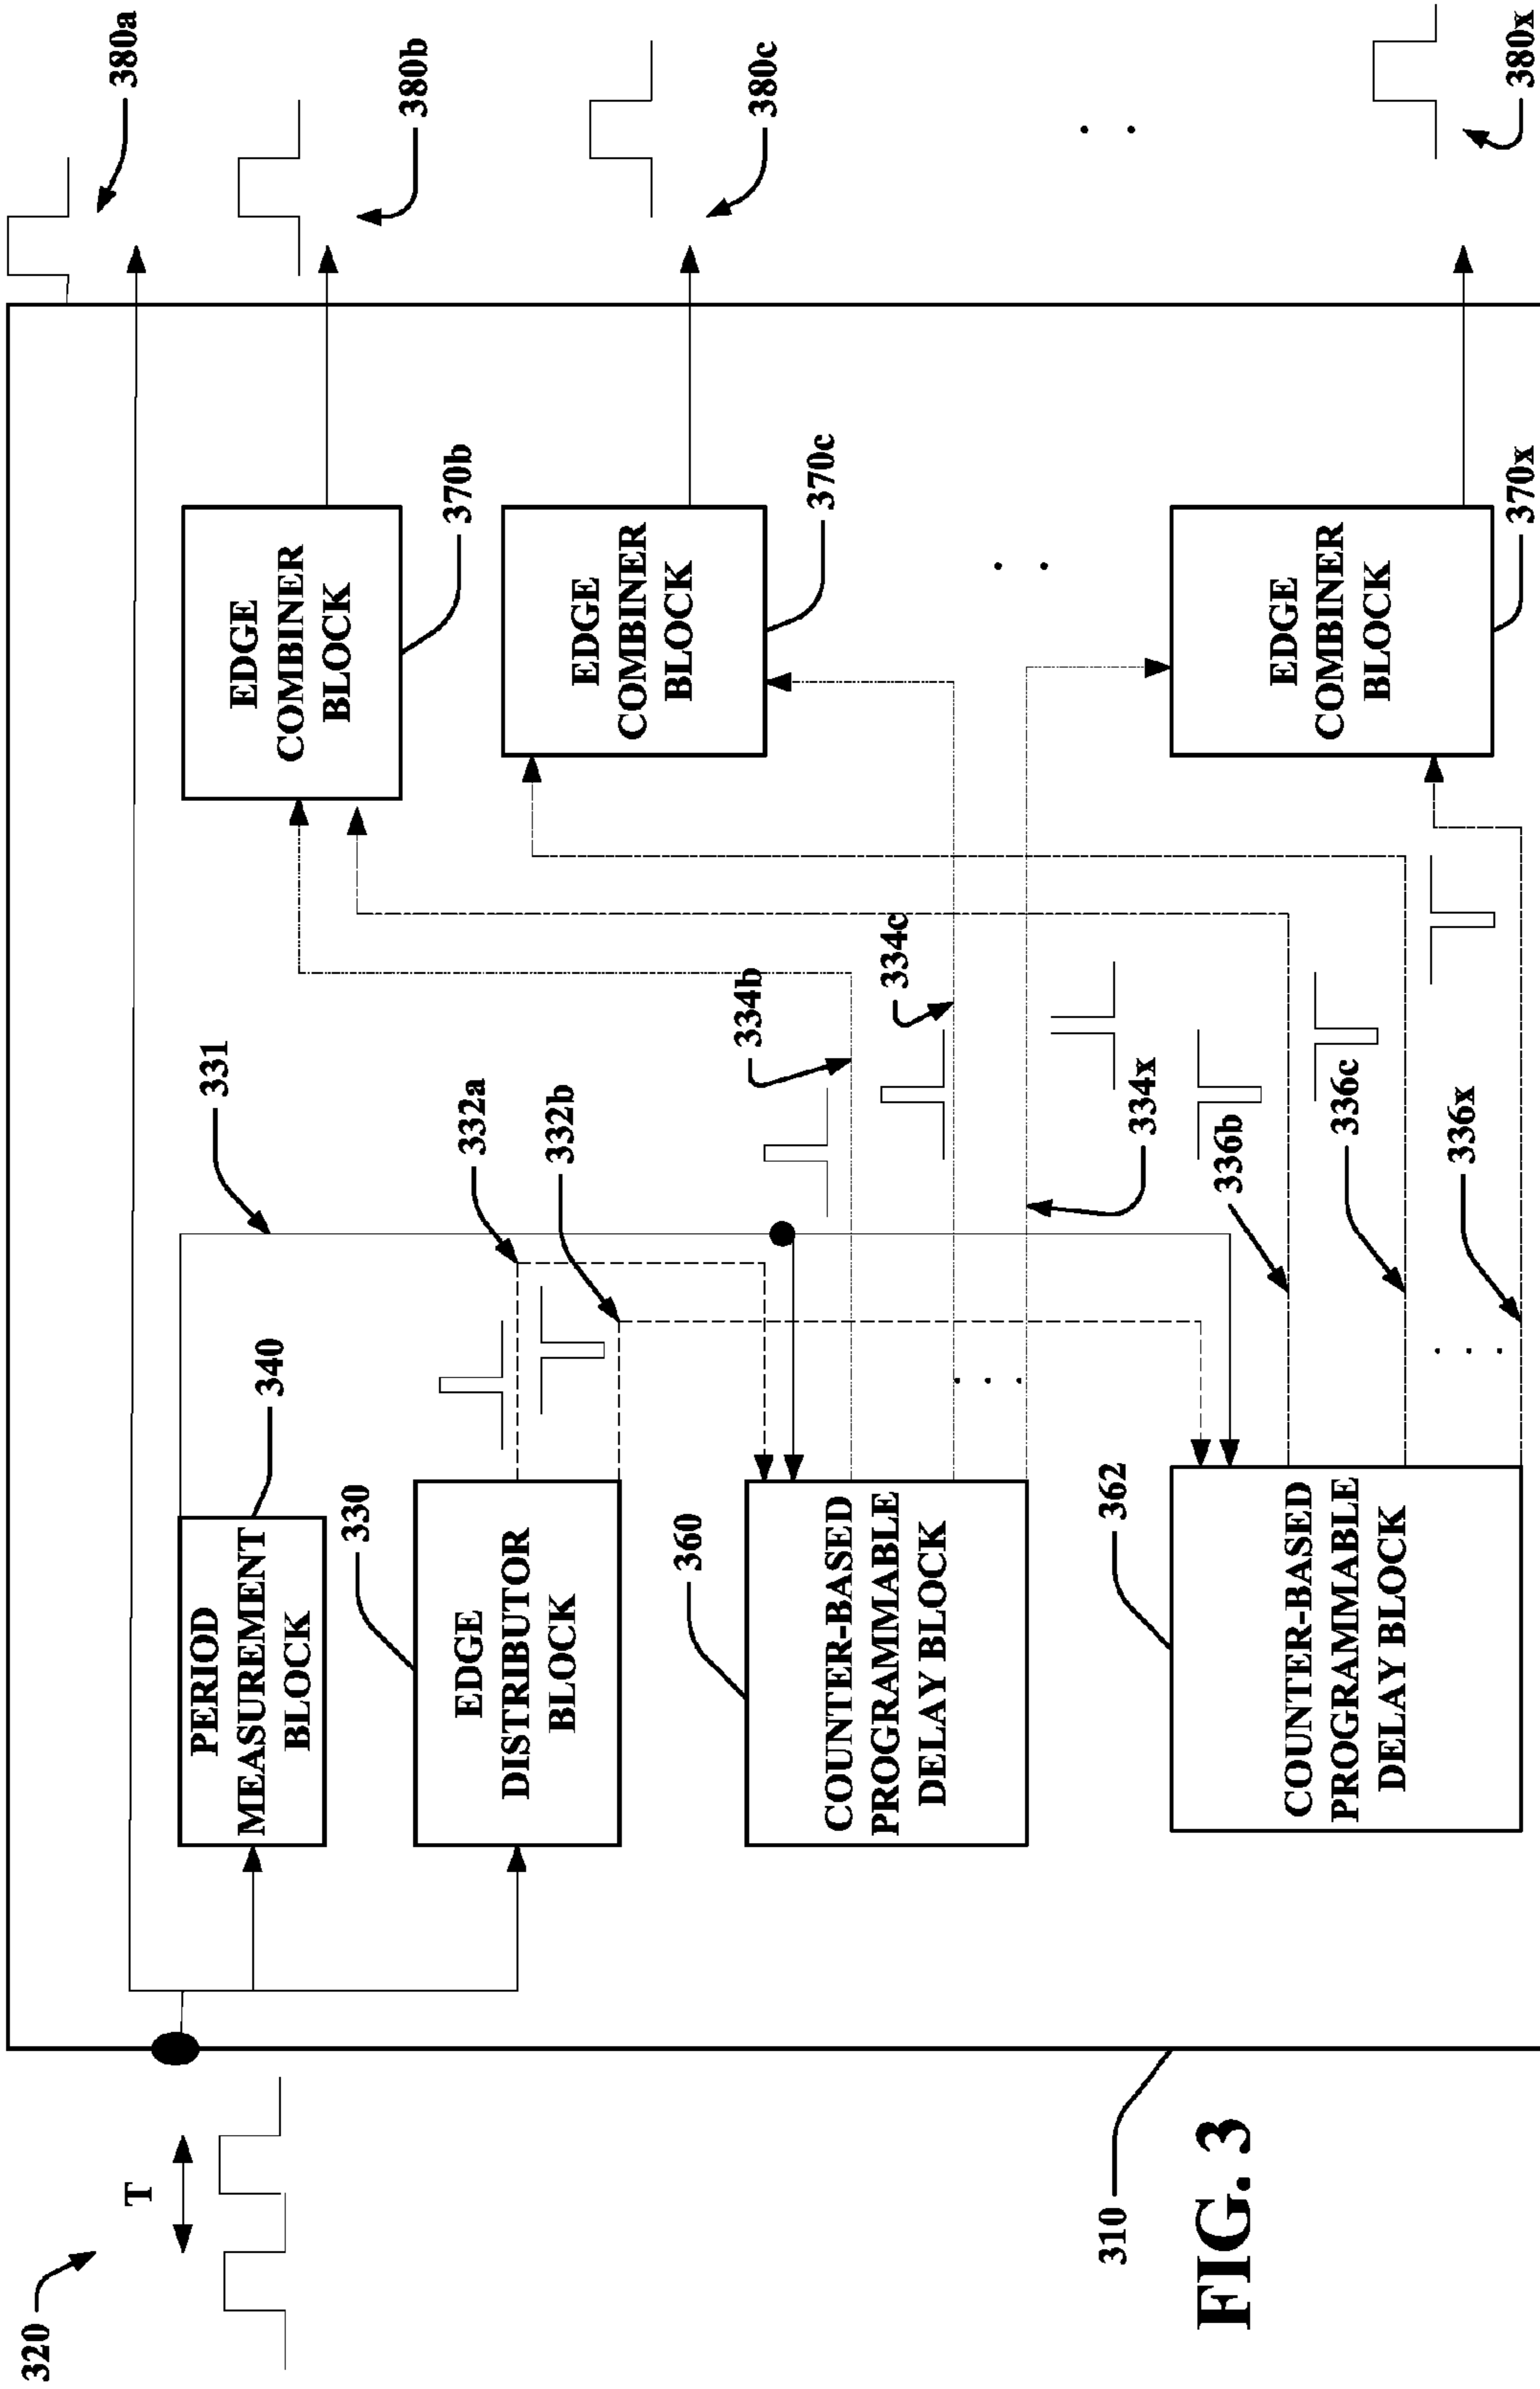 320
T
310
FIG. 3
PERIOD
MEASUREMENT
BLOCK
340
331
EDGE
DISTRIBUTOR
BLOCK
330
332a
332b
COUNTER-BASED
PROGRAMMABLE
DELAY BLOCK
360
334b
334c
334x
. . .
COUNTER-BASED
PROGRAMMABLE
DELAY BLOCK
362
336b
336c
336x
. . .
EDGE
COMBINER
BLOCK
370b
EDGE
COMBINER
BLOCK
370c
. .
EDGE
COMBINER
BLOCK
370x
380a
380b
380c
. .
380x